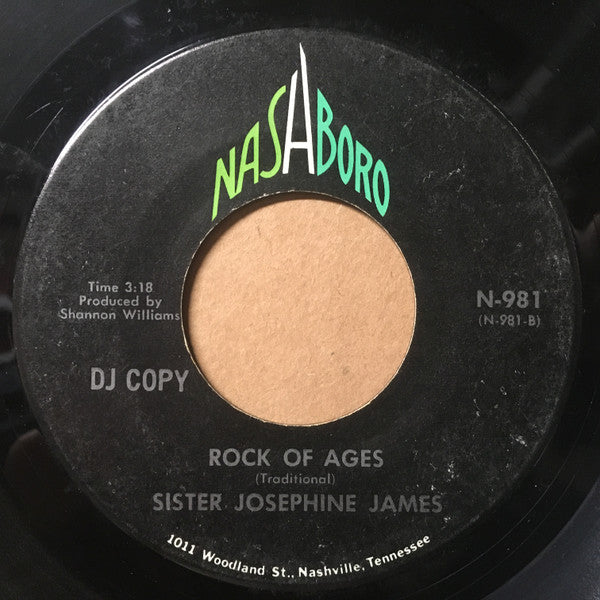 NASHBORO
Time 3:18
Produced by
Shannon Williams
N-981
(N-981-B)
DJ COPY
ROCK OF AGES
(Traditional)
SISTER JOSEPHINE JAMES
1011 Woodland St., Nashville, Tennessee